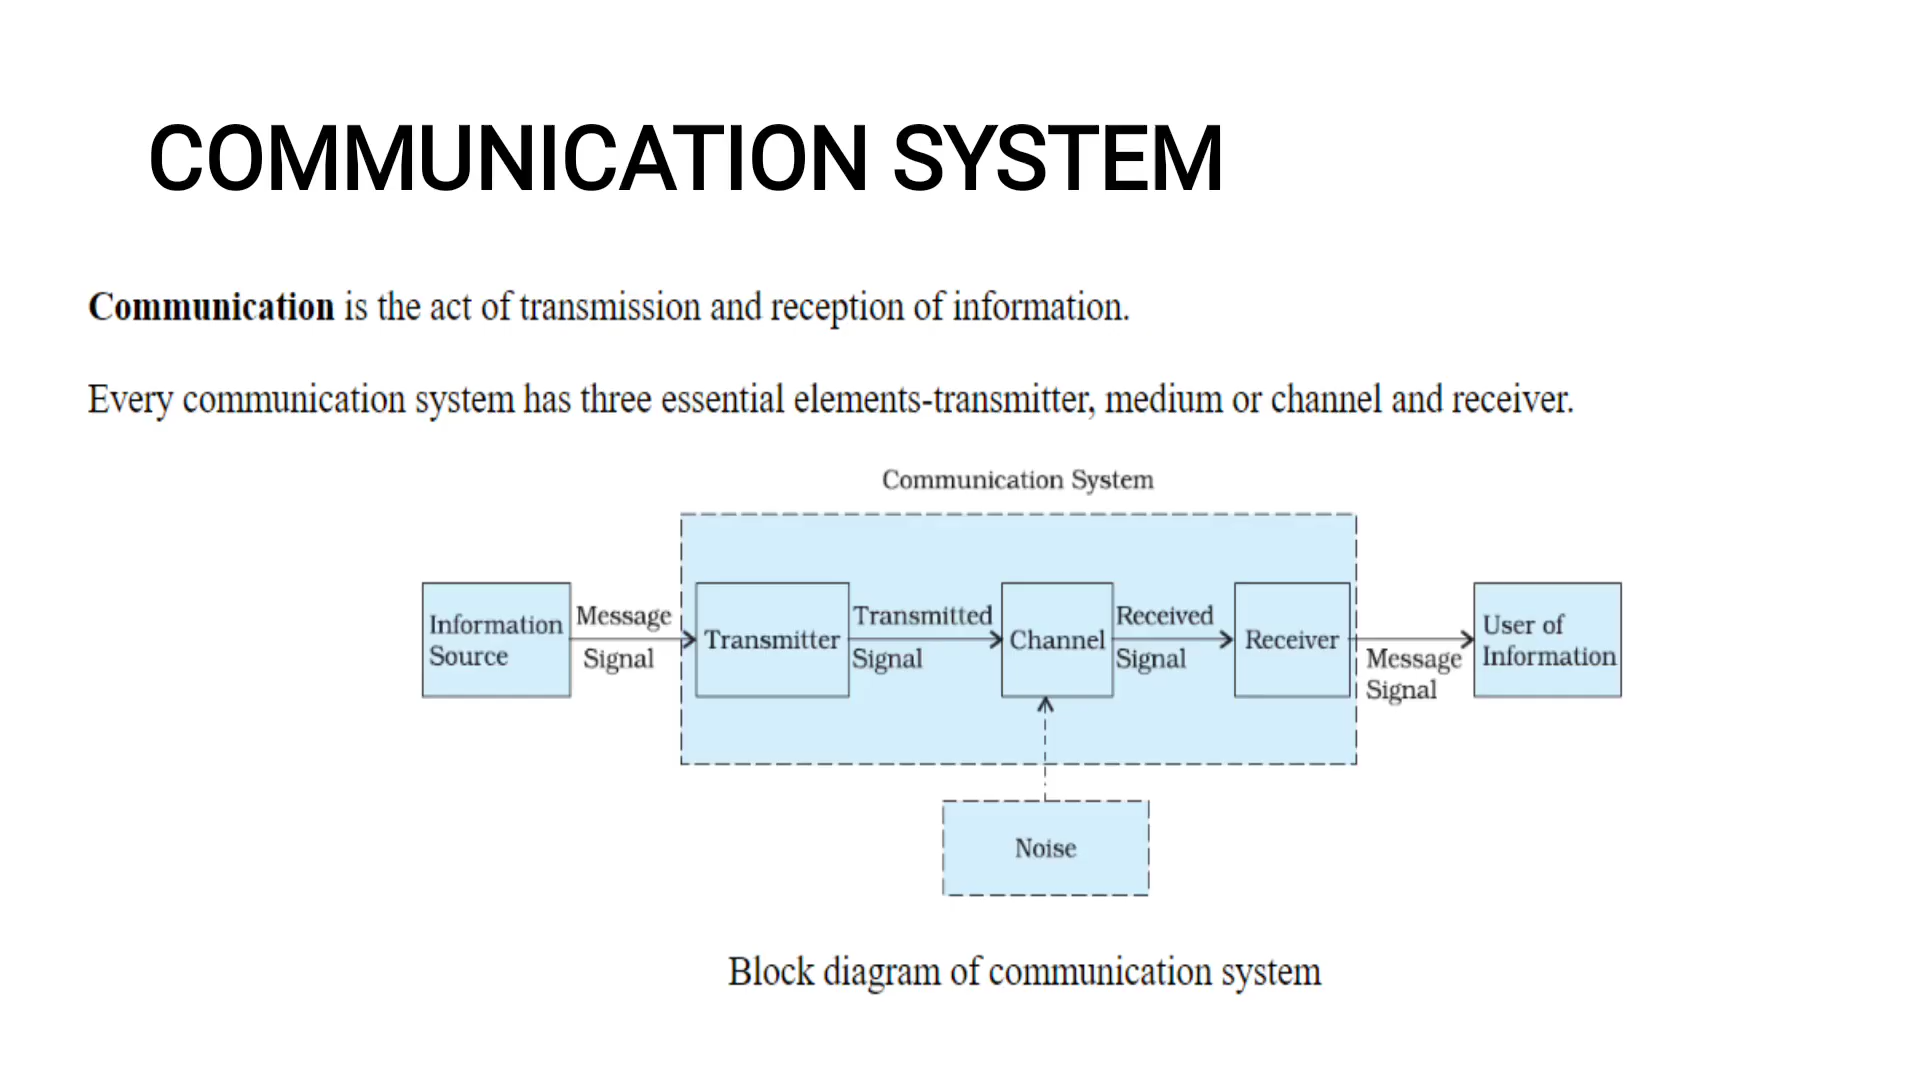 COMMUNICATION SYSTEM
Communication is the act of transmission and reception of information.
Every communication system has three essential elements-transmitter, medium or channel and receiver.
Communication System
Information
Source
Message
Signal
Transmitter
Transmitted
Signal
Channel
Received
Signal
Receiver
Message
Signal
User of
Information
Noise
Block diagram of communication system